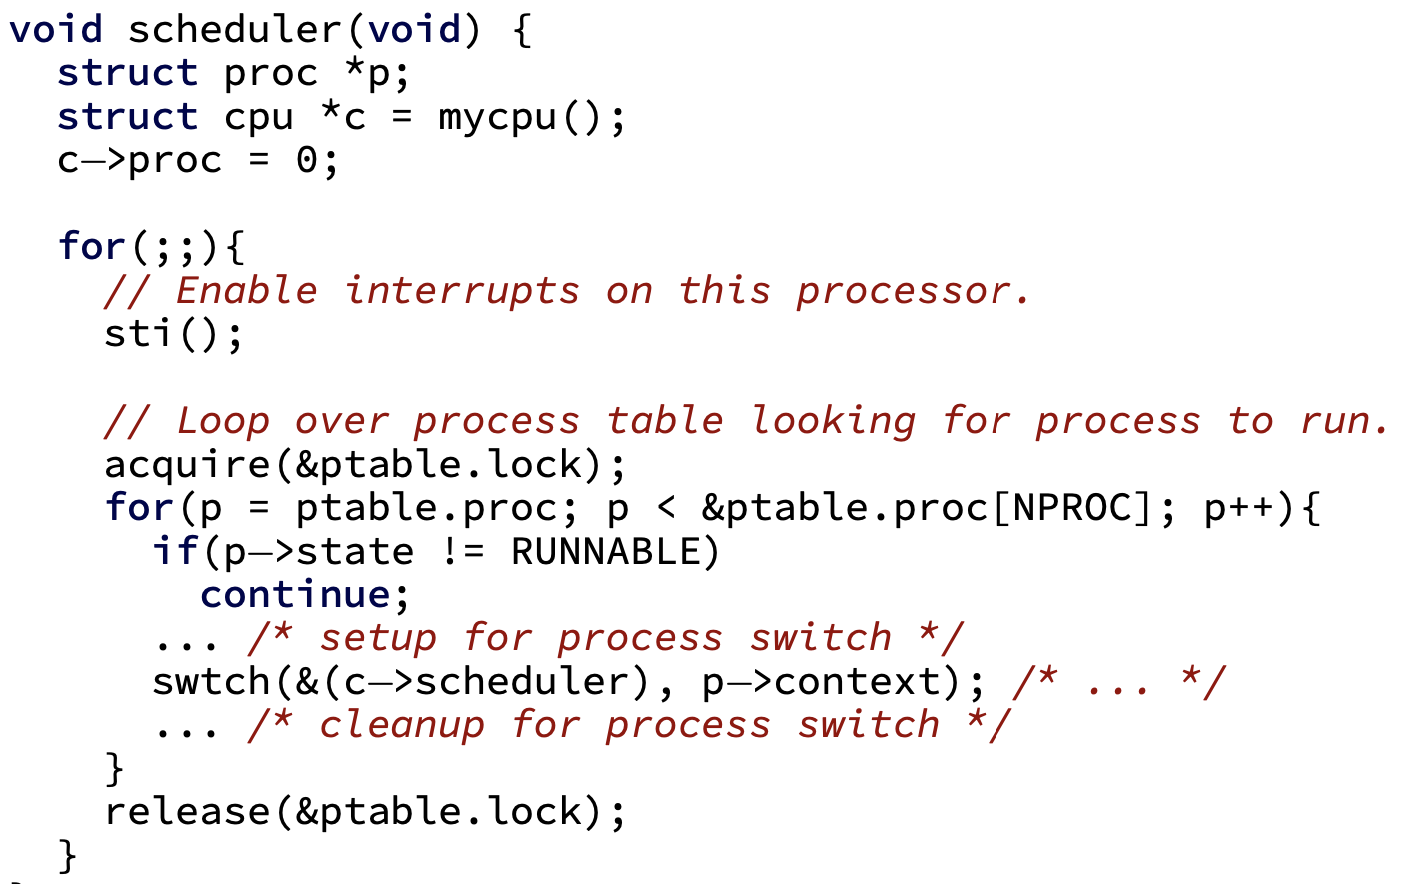 void scheduler(void) {
  struct proc *p;
  struct cpu *c = mycpu();
  c—>proc = 0;

  for(;;){
    // Enable interrupts on this processor.
    sti();

    // Loop over process table looking for process to run.
    acquire(&ptable.lock);
    for(p = ptable.proc; p < &ptable.proc[NPROC]; p++){
      if(p—>state != RUNNABLE)
        continue;
      ... /* setup for process switch */
      swtch(&(c—>scheduler), p—>context); /* ... */
      ... /* cleanup for process switch */
    }
    release(&ptable.lock);
  }